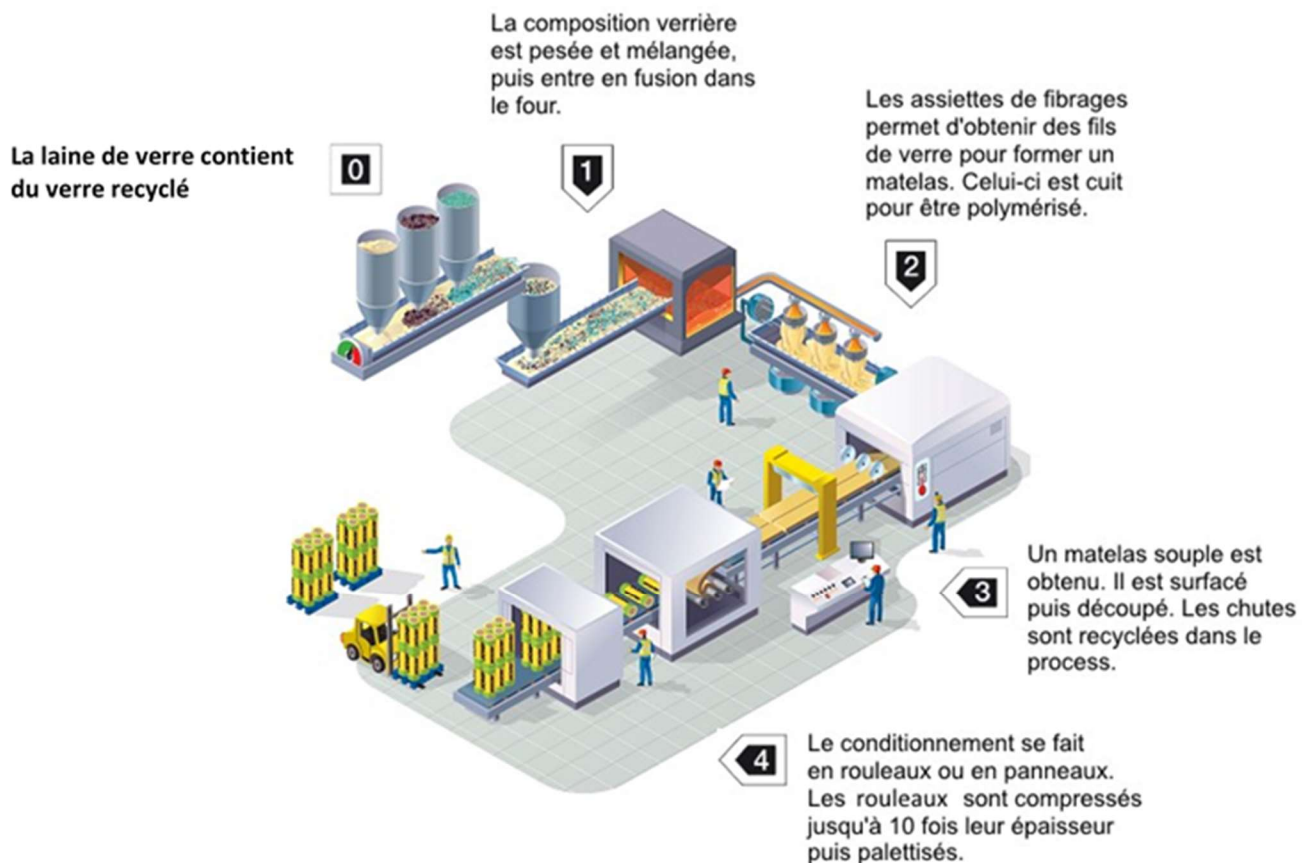 La laine de verre contient
du verre recyclé
0
La composition verrière
est pesée et mélangée,
puis entre en fusion dans
le four.
1
Les assiettes de fibrages
permet d'obtenir des fils
de verre pour former un
matelas. Celui-ci est cuit
pour être polymérisé.
2
3
Un matelas souple est
obtenu. Il est surfacé
puis découpé. Les chutes
sont recyclées dans le
process.
4
Le conditionnement se fait
en rouleaux ou en panneaux.
Les rouleaux sont compressés
jusqu'à 10 fois leur épaisseur
puis palettisés.